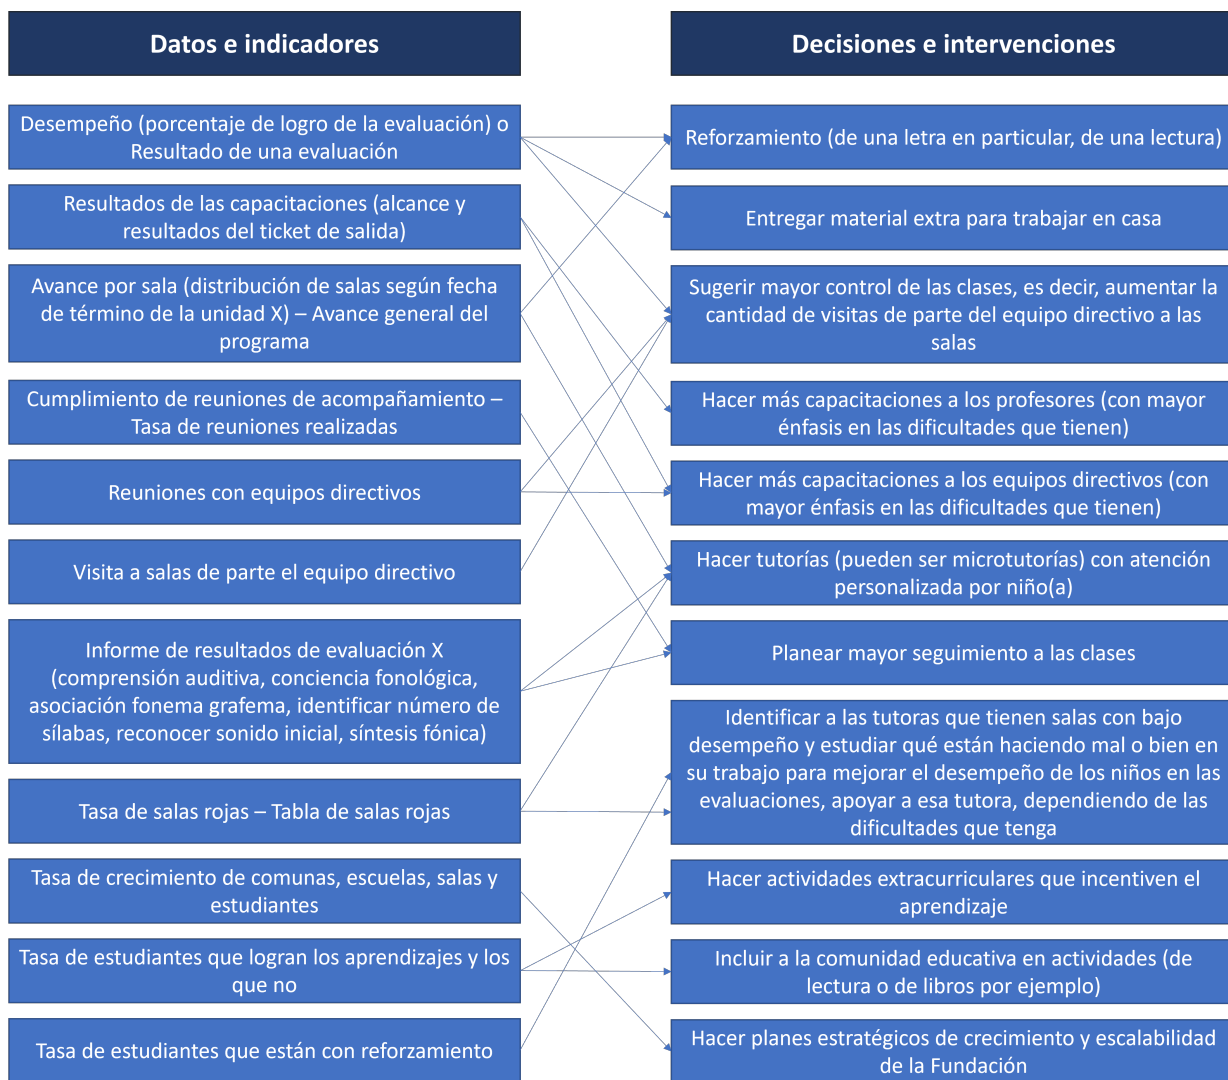 Datos e indicadores
Desempeño (porcentaje de logro de la evaluación) o
Resultado de una evaluación
Resultados de las capacitaciones (alcance y
resultados del ticket de salida)
Avance por sala (distribución de salas según fecha
de término de la unidad X) – Avance general del
programa
Cumplimiento de reuniones de acompañamiento –
Tasa de reuniones realizadas
Reuniones con equipos directivos
Visita a salas de parte el equipo directivo
Informe de resultados de evaluación X
(comprensión auditiva, conciencia fonológica,
asociación fonema grafema, identificar número de
sílabas, reconocer sonido inicial, síntesis fónica)
Tasa de salas rojas – Tabla de salas rojas
Tasa de crecimiento de comunas, escuelas, salas y
estudiantes
Tasa de estudiantes que logran los aprendizajes y los
que no
Tasa de estudiantes que están con reforzamiento
Decisiones e intervenciones
Reforzamiento (de una letra en particular, de una lectura)
Entregar material extra para trabajar en casa
Sugerir mayor control de las clases, es decir, aumentar la
cantidad de visitas de parte del equipo directivo a las
salas
Hacer más capacitaciones a los profesores (con mayor
énfasis en las dificultades que tienen)
Hacer más capacitaciones a los equipos directivos (con
mayor énfasis en las dificultades que tienen)
Hacer tutorías (pueden ser microtutorías) con atención
personalizada por niño(a)
Planear mayor seguimiento a las clases
Identificar a las tutoras que tienen salas con bajo
desempeño y estudiar qué están haciendo mal o bien en
su trabajo para mejorar el desempeño de los niños en las
evaluaciones, apoyar a esa tutora, dependiendo de las
dificultades que tenga
Hacer actividades extracurriculares que incentiven el
aprendizaje
Incluir a la comunidad educativa en actividades (de
lectura o de libros por ejemplo)
Hacer planes estratégicos de crecimiento y escalabilidad
de la Fundación